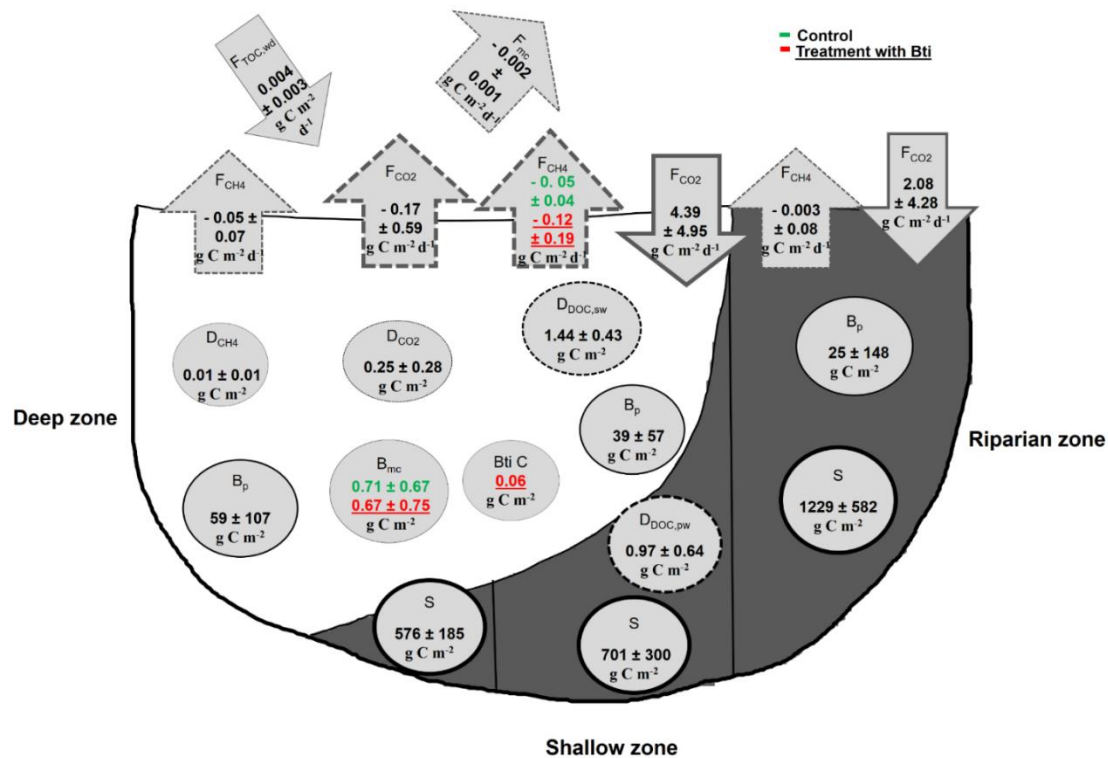 Control
Treatment with Bti
F_TOC,wd
0.004
± 0.003
g C m⁻²
d⁻¹
F_mc
- 0.002
±
0.001
g C m⁻² d⁻¹
F_CH4
- 0.05 ±
0.07
g C m⁻² d⁻¹
F_CO2
- 0.17
± 0.59
g C m⁻² d⁻¹
F_CH4
- 0. 05
± 0.04
- 0.12
± 0.19
g C m⁻² d⁻¹
F_CO2
4.39
± 4.95
g C m⁻² d⁻¹
F_CH4
- 0.003
± 0.08
g C m⁻² d⁻¹
F_CO2
2.08
± 4.28
g C m⁻² d⁻¹
D_CH4
0.01 ± 0.01
g C m⁻²
D_CO2
0.25 ± 0.28
g C m⁻²
D_DOC,sw
1.44 ± 0.43
g C m⁻²
B_p
25 ± 148
g C m⁻²
Deep zone
B_p
39 ± 57
g C m⁻²
Riparian zone
B_p
59 ± 107
g C m⁻²
B_mc
0.71 ± 0.67
0.67 ± 0.75
g C m⁻²
Bti C
0.06
g C m⁻²
D_DOC,pw
0.97 ± 0.64
g C m⁻²
S
1229 ± 582
g C m⁻²
S
576 ± 185
g C m⁻²
S
701 ± 300
g C m⁻²
Shallow zone